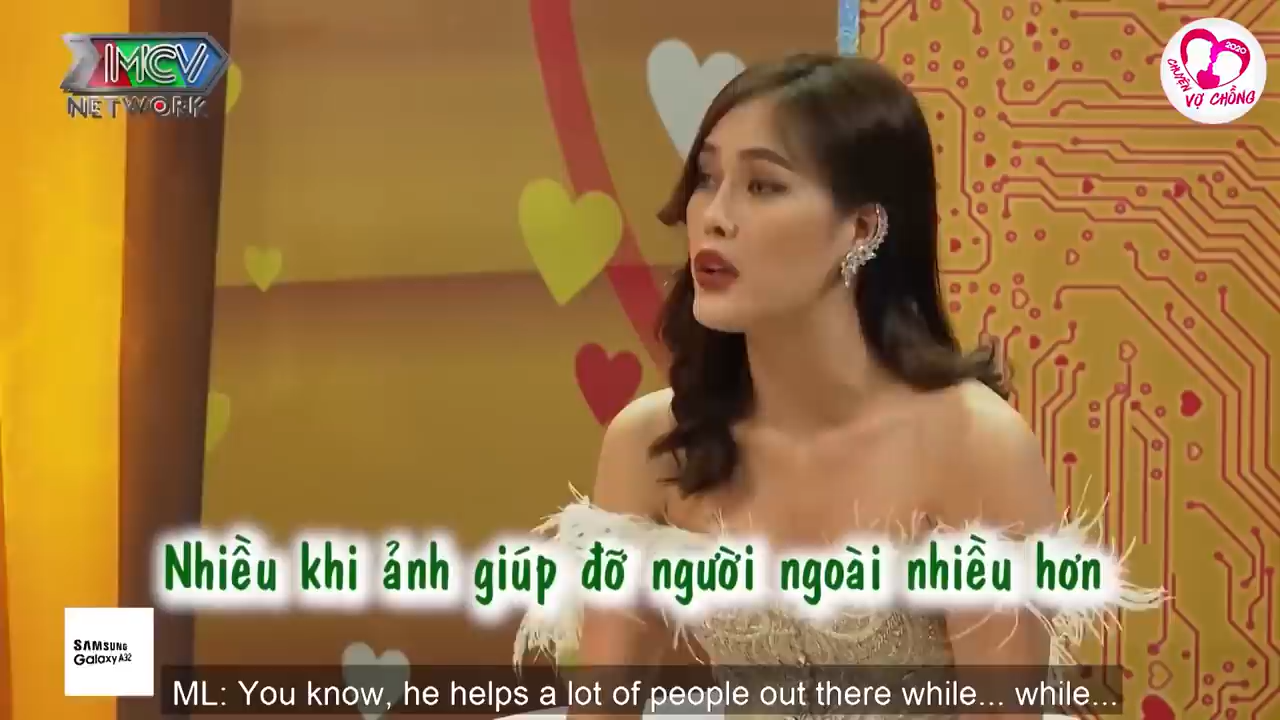 MCV
NETWORK
2020
CHUYỆN
VỢ CHỒNG
Nhiều khi ảnh giúp đỡ người ngoài nhiều hơn
SAMSUNG
Galaxy A32
ML: You know, he helps a lot of people out there while... while...